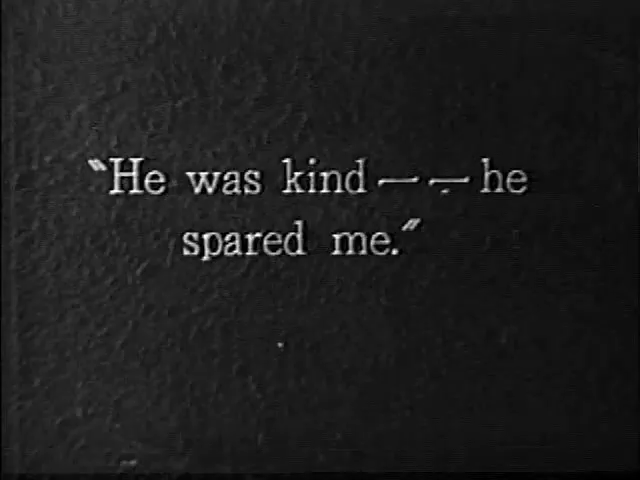 "He was kind — — he
spared me."